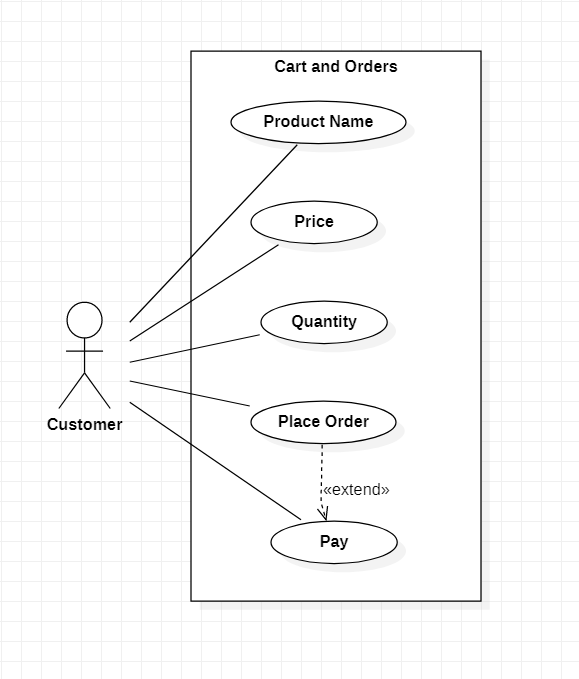 Cart and Orders
Product Name
Price
Quantity
Customer
Place Order
«extend»
Pay